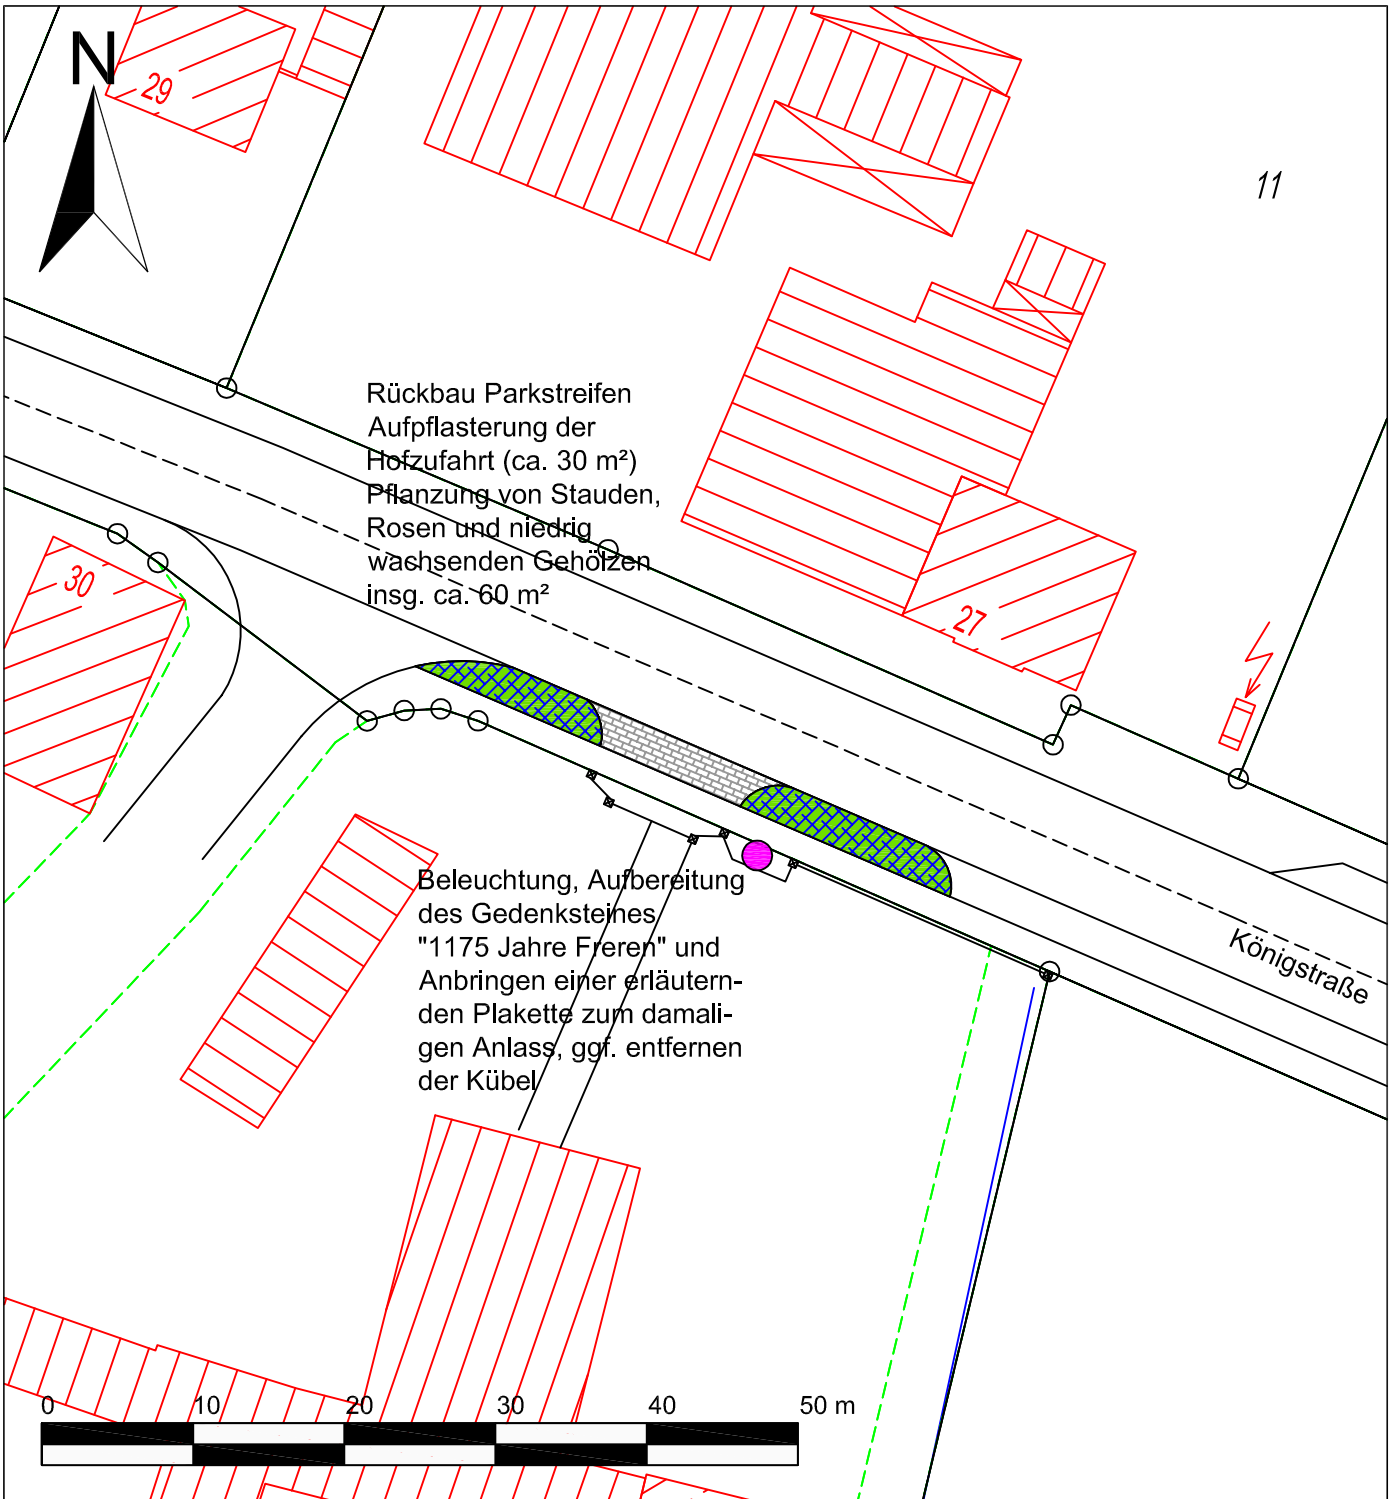 N
29
11
Rückbau Parkstreifen
Aufpflasterung der
Hofzufahrt (ca. 30 m²)
Pflanzung von Stauden,
Rosen und niedrig
wachsenden Gehölzen
insg. ca. 60 m²
30
27
Beleuchtung, Aufbereitung
des Gedenksteines
"1175 Jahre Freren" und
Anbringen einer erläutern-
den Plakette zum damali-
gen Anlass, ggf. entfernen
der Kübel
Königstraße
0 10 20 30 40 50 m